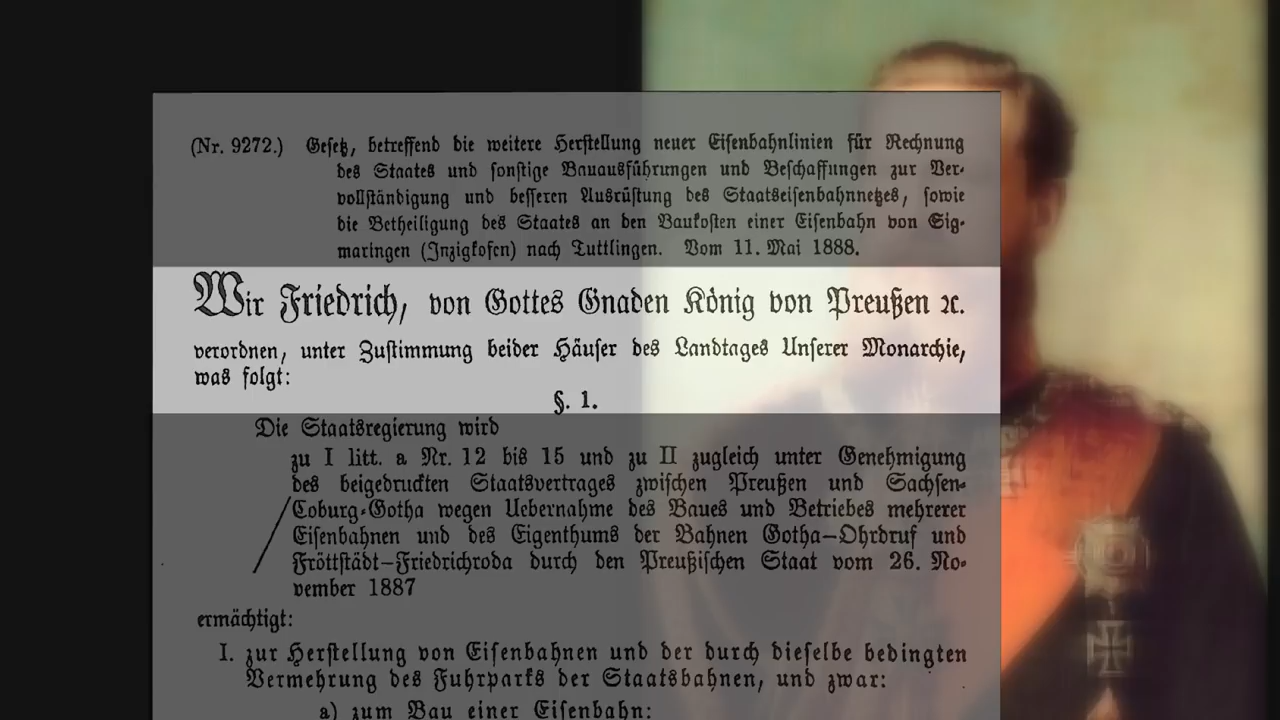 (Nr. 9272.) Geſetz, betreffend die weitere Herſtellung neuer Eiſenbahnlinien für Rechnung
des Staates und ſonſtige Bauausführungen und Beſchaffungen zur Ver-
vollſtändigung und beſſeren Ausrüſtung des Staatseiſenbahnnetzes, ſowie
die Betheiligung des Staates an den Baukoſten einer Eiſenbahn von Sig-
maringen (Inzigkofen) nach Tuttlingen. Vom 11. Mai 1888.
Wir Friedrich, von Gottes Gnaden König von Preußen ꝛc.
verordnen, unter Zuſtimmung beider Häuſer des Landtages Unſerer Monarchie,
was folgt:
§. 1.
Die Staatsregierung wird
zu I litt. a Nr. 12 bis 15 und zu II zugleich unter Genehmigung
des beigedruckten Staatsvertrages zwiſchen Preußen und Sachſen-
Coburg-Gotha wegen Uebernahme des Baues und Betriebes mehrerer
Eiſenbahnen und des Eigenthums der Bahnen Gotha–Ohrdruf und
Fröttſtädt–Friedrichroda durch den Preußiſchen Staat vom 26. No-
vember 1887
ermächtigt:
I. zur Herſtellung von Eiſenbahnen und der durch dieſelbe bedingten
Vermehrung des Fuhrparks der Staatsbahnen, und zwar:
a) zum Bau einer Eiſenbahn: